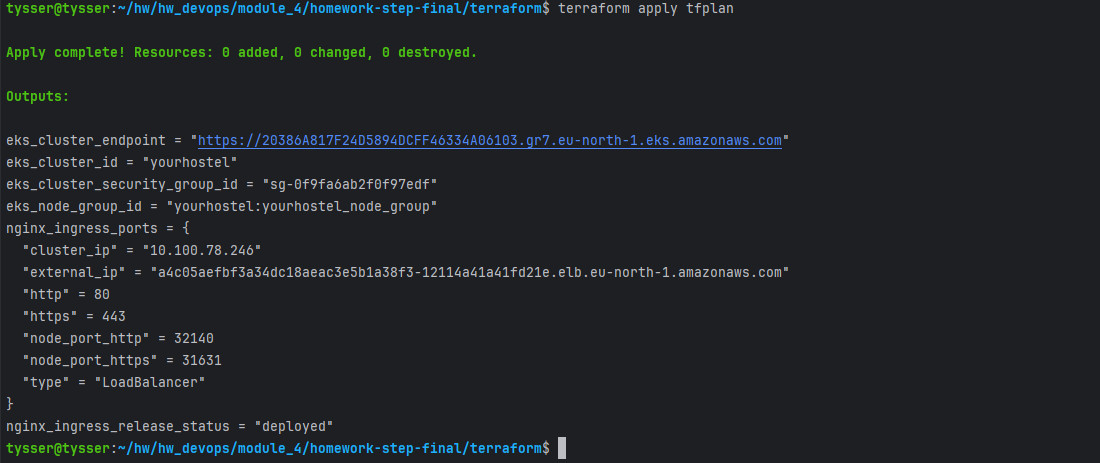 tysser@tysser:~/hw/hw_devops/module_4/homework-step-final/terraform$ terraform apply tfplan
Apply complete! Resources: 0 added, 0 changed, 0 destroyed.
Outputs:
eks_cluster_endpoint = "https://20386A817F24D5894DCFF46334A06103.gr7.eu-north-1.eks.amazonaws.com"
eks_cluster_id = "yourhostel"
eks_cluster_security_group_id = "sg-0f9fa6ab2f0f97edf"
eks_node_group_id = "yourhostel:yourhostel_node_group"
nginx_ingress_ports = {
  "cluster_ip" = "10.100.78.246"
  "external_ip" = "a4c05aefbf3a34dc18aeac3e5b1a38f3-12114a41a41fd21e.elb.eu-north-1.amazonaws.com"
  "http" = 80
  "https" = 443
  "node_port_http" = 32140
  "node_port_https" = 31631
  "type" = "LoadBalancer"
}
nginx_ingress_release_status = "deployed"
tysser@tysser:~/hw/hw_devops/module_4/homework-step-final/terraform$